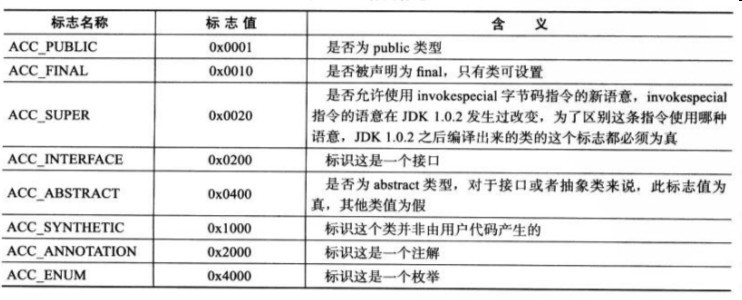 标志名称 标志值 含义
ACC_PUBLIC 0x0001 是否为 public 类型
ACC_FINAL 0x0010 是否被声明为 final，只有类可设置
是否允许使用 invokespecial 字节码指令的新语意，invokespecial
ACC_SUPER 0x0020 指令的语意在 JDK 1.0.2 发生过改变，为了区别这条指令使用哪种
语意，JDK 1.0.2 之后编译出来的类的这个标志都必须为真
ACC_INTERFACE 0x0200 标识这是一个接口
ACC_ABSTRACT 0x0400 是否为 abstract 类型，对于接口或者抽象类来说，此标志值为
真，其他类值为假
ACC_SYNTHETIC 0x1000 标识这个类并非由用户代码产生的
ACC_ANNOTATION 0x2000 标识这是一个注解
ACC_ENUM 0x4000 标识这是一个枚举